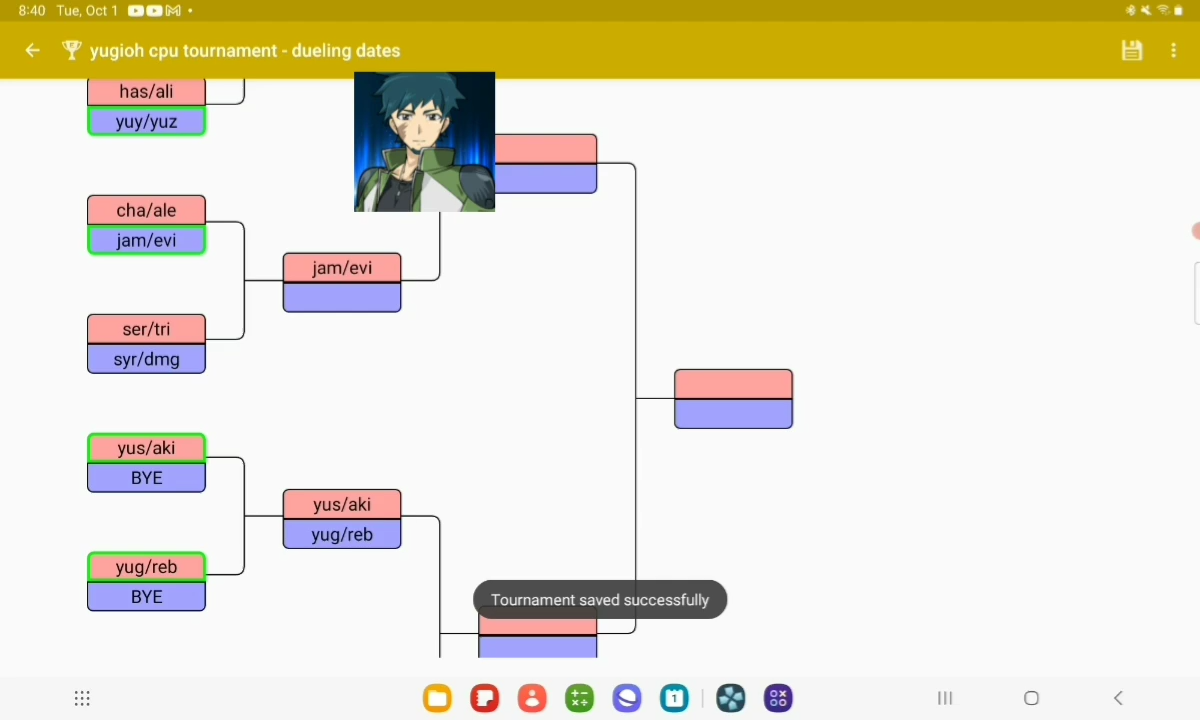 8:40 Tue, Oct 1
yugioh cpu tournament - dueling dates
has/ali
yuy/yuz
cha/ale
jam/evi
jam/evi
ser/tri
syr/dmg
yus/aki
BYE
yus/aki
yug/reb
yug/reb
BYE
Tournament saved successfully
1